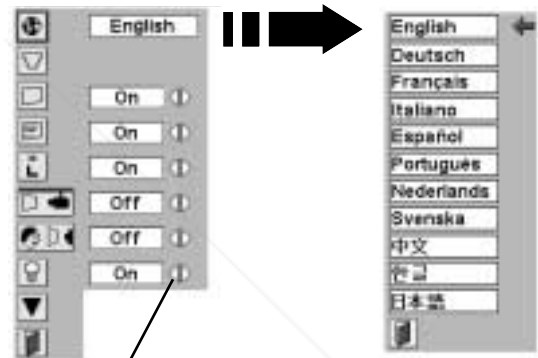 English
On
On
On
Off
Off
On
English
Deutsch
Français
Italiano
Español
Português
Nederlands
Svenska
中文
한글
日本語